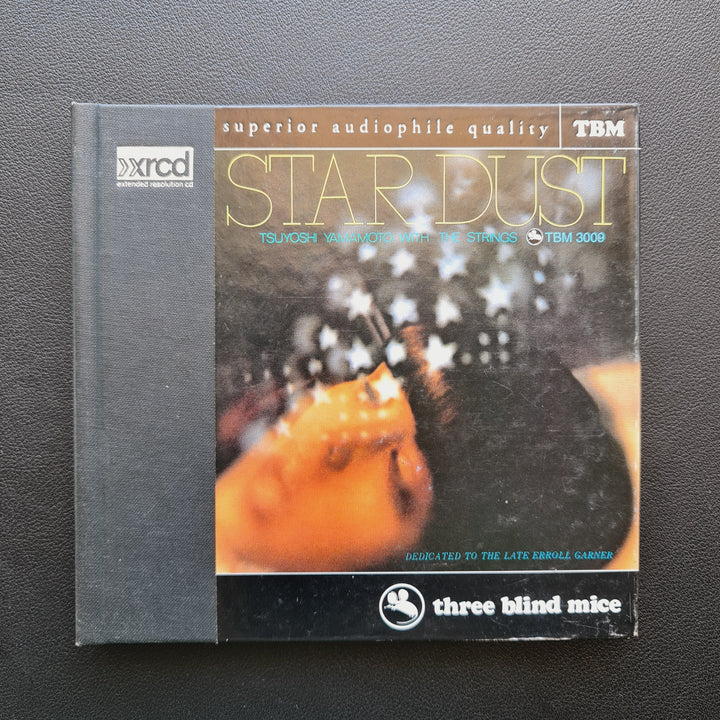 superior audiophile quality TBM
xrcd
extended resolution cd
STAR DUST
TSUYOSHI YAMAMOTO WITH THE STRINGS TBM 3009
DEDICATED TO THE LATE ERROLL GARNER
three blind mice